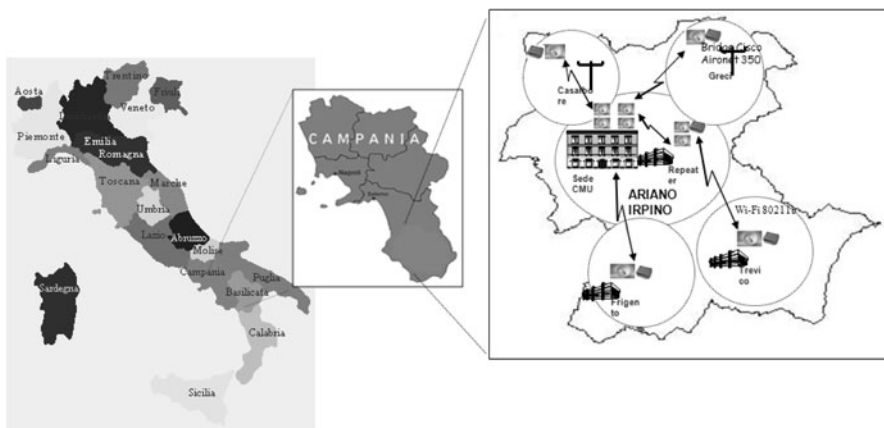 Trentino
Aosta
Friuli
Lombardia
Veneto
Piemonte
Emilia
Romagna
Liguria
Toscana
Marche
Umbria
Lazio
Abruzzo
Molise
Campania
Puglia
Basilicata
Sardegna
Calabria
Sicilia
CAMPANIA
Napoli
Salerno
Bridge Cisco
Aironet 350
Greci
Casalbo
re
Sede
CMU
Repeat
er
ARIANO
IRPINO
Wi-Fi 80211b
Trevi
co
Frigen
to